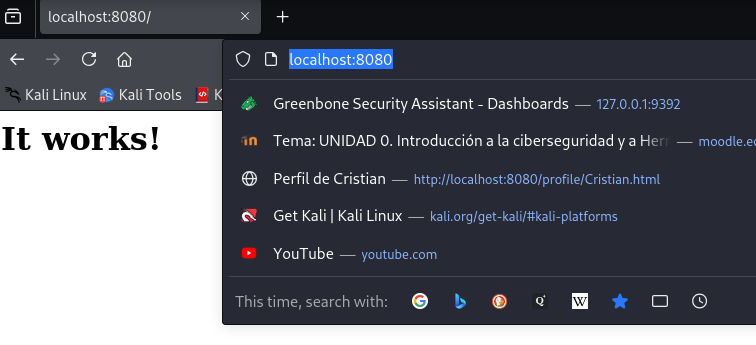 localhost:8080/
localhost:8080
Kali Linux Kali Tools
Greenbone Security Assistant - Dashboards — 127.0.0.1:9392
It works!
Tema: UNIDAD 0. Introducción a la ciberseguridad y a — moodle.
Perfil de Cristian — http://localhost:8080/profile/Cristian.html
Get Kali | Kali Linux — kali.org/get-kali/#kali-platforms
YouTube — youtube.com
This time, search with: